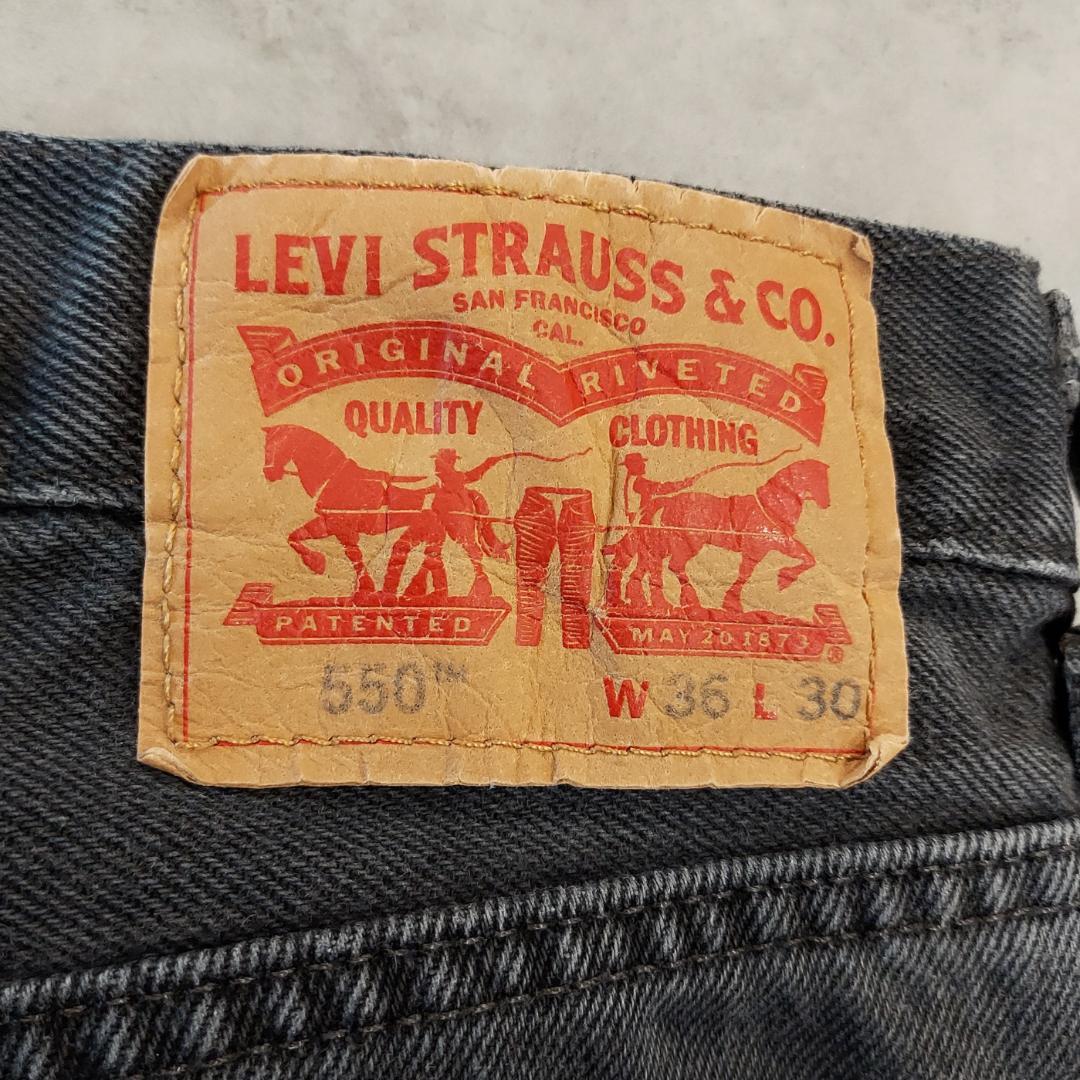 LEVI STRAUSS & CO.
SAN FRANCISCO
CAL.
ORIGINAL RIVETED
QUALITY CLOTHING
PATENTED MAY 20 1873 ®
550™ W 36 L 30